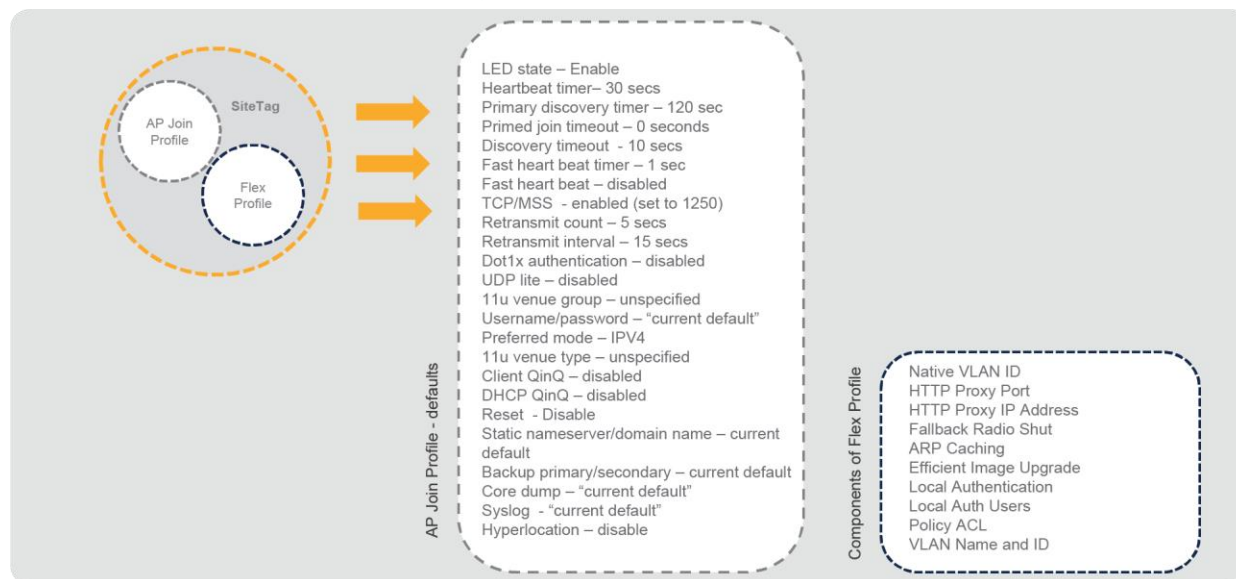 SiteTag
AP Join
Profile
Flex
Profile
AP Join Profile - defaults
LED state – Enable
Heartbeat timer– 30 secs
Primary discovery timer – 120 sec
Primed join timeout – 0 seconds
Discovery timeout  - 10 secs
Fast heart beat timer – 1 sec
Fast heart beat – disabled
TCP/MSS  - enabled (set to 1250)
Retransmit count – 5 secs
Retransmit interval – 15 secs
Dot1x authentication – disabled
UDP lite – disabled
11u venue group – unspecified
Username/password – “current default”
Preferred mode – IPV4
11u venue type – unspecified
Client QinQ – disabled
DHCP QinQ – disabled
Reset  - Disable
Static nameserver/domain name – current
default
Backup primary/secondary – current default
Core dump – “current default”
Syslog  - “current default”
Hyperlocation – disable
Components of Flex Profile
Native VLAN ID
HTTP Proxy Port
HTTP Proxy IP Address
Fallback Radio Shut
ARP Caching
Efficient Image Upgrade
Local Authentication
Local Auth Users
Policy ACL
VLAN Name and ID